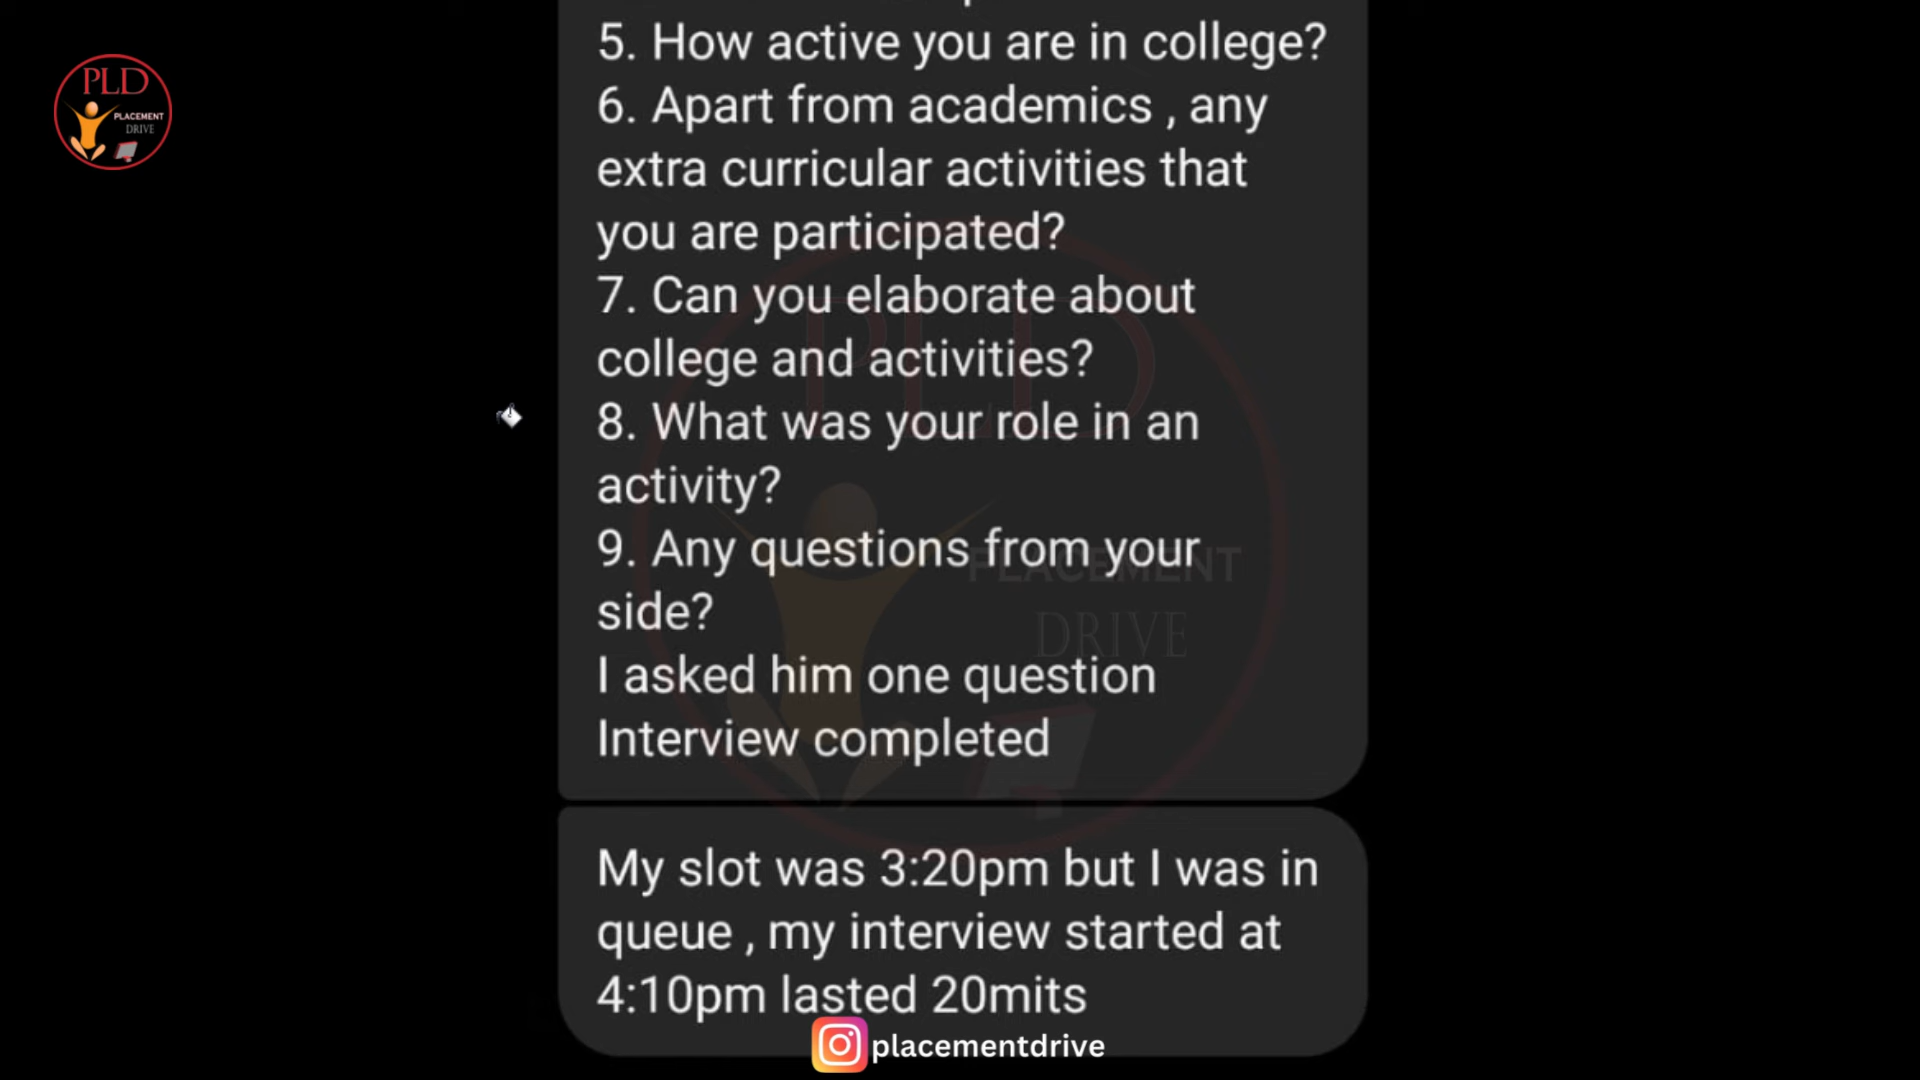 PLD
PLACEMENT
DRIVE
5. How active you are in college?
6. Apart from academics , any
extra curricular activities that
you are participated?
7. Can you elaborate about
college and activities?
8. What was your role in an
activity?
9. Any questions from your
side?
I asked him one question
Interview completed
PLD
PLACEMENT
DRIVE
My slot was 3:20pm but I was in
queue , my interview started at
4:10pm lasted 20mits
placementdrive